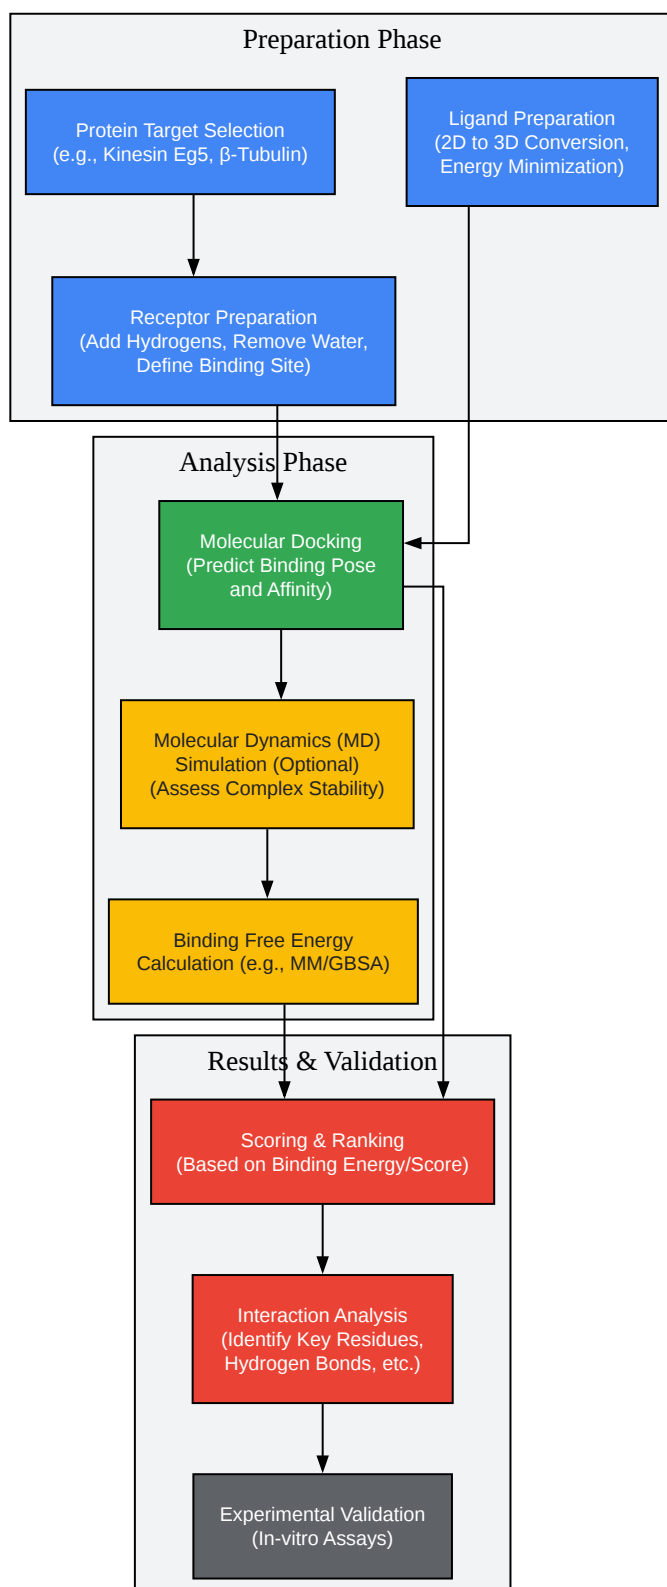 Preparation Phase
Protein Target Selection
(e.g., Kinesin Eg5, β-Tubulin)
Ligand Preparation
(2D to 3D Conversion,
Energy Minimization)
Receptor Preparation
(Add Hydrogens, Remove Water,
Define Binding Site)
Analysis Phase
Molecular Docking
(Predict Binding Pose
and Affinity)
Molecular Dynamics (MD)
Simulation (Optional)
(Assess Complex Stability)
Binding Free Energy
Calculation (e.g., MM/GBSA)
Results & Validation
Scoring & Ranking
(Based on Binding Energy/Score)
Interaction Analysis
(Identify Key Residues,
Hydrogen Bonds, etc.)
Experimental Validation
(In-vitro Assays)